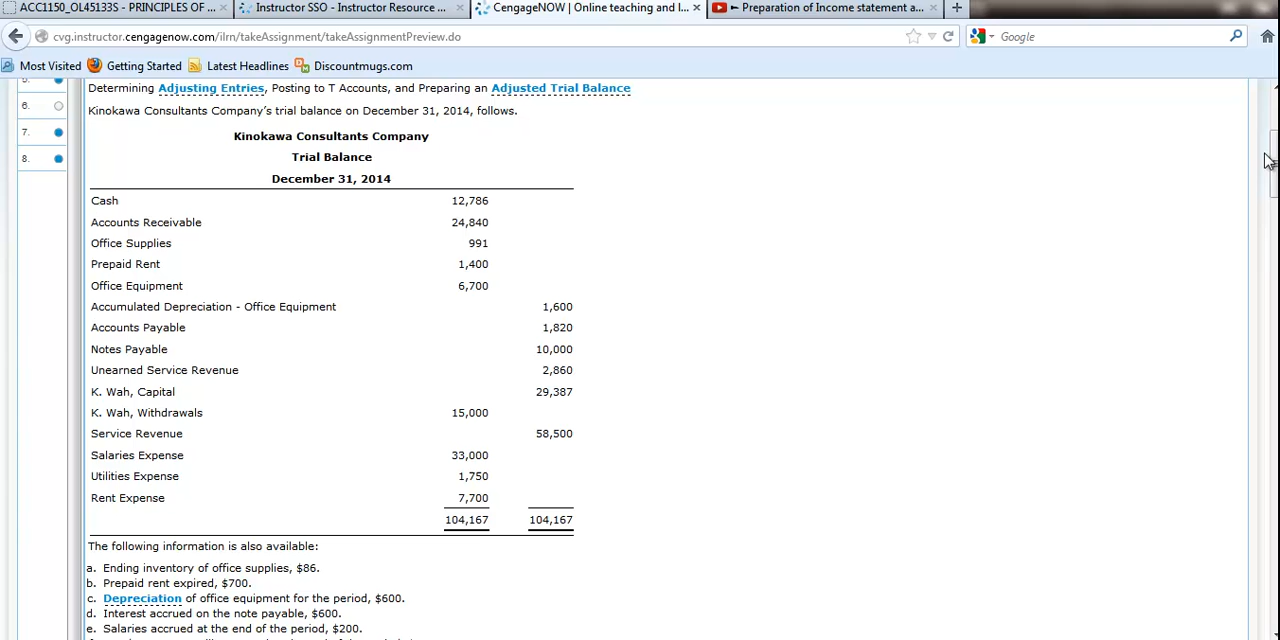 ACC1150_OL45133S - PRINCIPLES OF ... Instructor SSO - Instructor Resource ... CengageNOW | Online teaching and l... Preparation of Income statement a...
cvg.instructor.cengagenow.com/ilrn/takeAssignment/takeAssignmentPreview.do Google
Most Visited Getting Started Latest Headlines Discountmugs.com
Determining Adjusting Entries, Posting to T Accounts, and Preparing an Adjusted Trial Balance
6.
Kinokawa Consultants Company's trial balance on December 31, 2014, follows.
7.
Kinokawa Consultants Company
8.
Trial Balance
December 31, 2014
Cash 12,786
Accounts Receivable 24,840
Office Supplies 991
Prepaid Rent 1,400
Office Equipment 6,700
Accumulated Depreciation - Office Equipment 1,600
Accounts Payable 1,820
Notes Payable 10,000
Unearned Service Revenue 2,860
K. Wah, Capital 29,387
K. Wah, Withdrawals 15,000
Service Revenue 58,500
Salaries Expense 33,000
Utilities Expense 1,750
Rent Expense 7,700
104,167 104,167
The following information is also available:
a. Ending inventory of office supplies, $86.
b. Prepaid rent expired, $700.
c. Depreciation of office equipment for the period, $600.
d. Interest accrued on the note payable, $600.
e. Salaries accrued at the end of the period, $200.